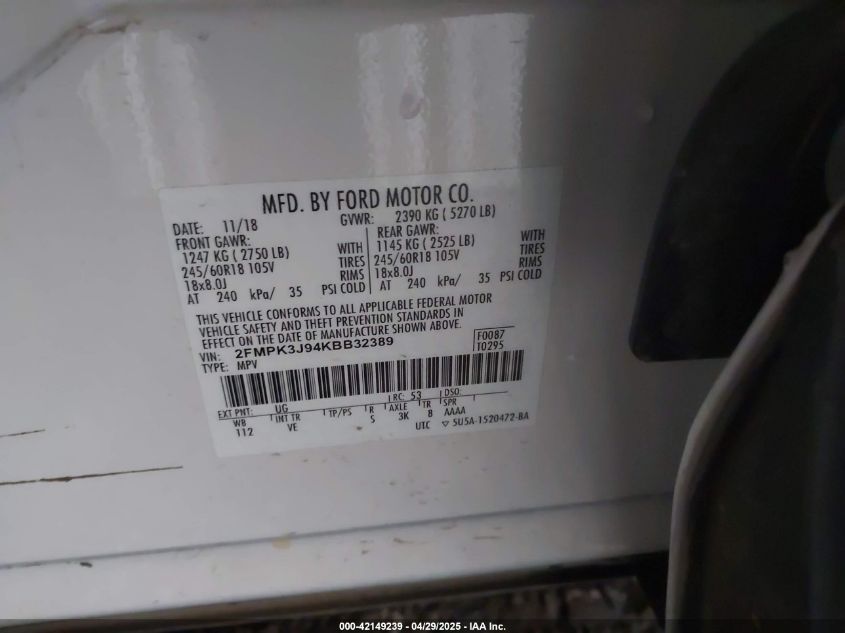 MFD. BY FORD MOTOR CO.
DATE: 11/18 GVWR: 2390 KG ( 5270 LB)
FRONT GAWR: REAR GAWR:
1247 KG ( 2750 LB) WITH 1145 KG ( 2525 LB) WITH
245/60R18 105V TIRES 245/60R18 105V TIRES
18x8.0J RIMS 18x8.0J RIMS
AT 240 kPa/ 35 PSI COLD AT 240 kPa/ 35 PSI COLD
THIS VEHICLE CONFORMS TO ALL APPLICABLE FEDERAL MOTOR
VEHICLE SAFETY AND THEFT PREVENTION STANDARDS IN
EFFECT ON THE DATE OF MANUFACTURE SHOWN ABOVE.
VIN: 2FMPK3J94KBB32389 F0087
TYPE: MPV T0295
EXT PNT: UG RC: 53 DSO:
WB INT TR TP/PS R AXLE TR SPR
112 VE S 3K 8 AAAA
UTC ▽ 5U5A-1520472-BA
000-42149239 - 04/29/2025 - IAA Inc.